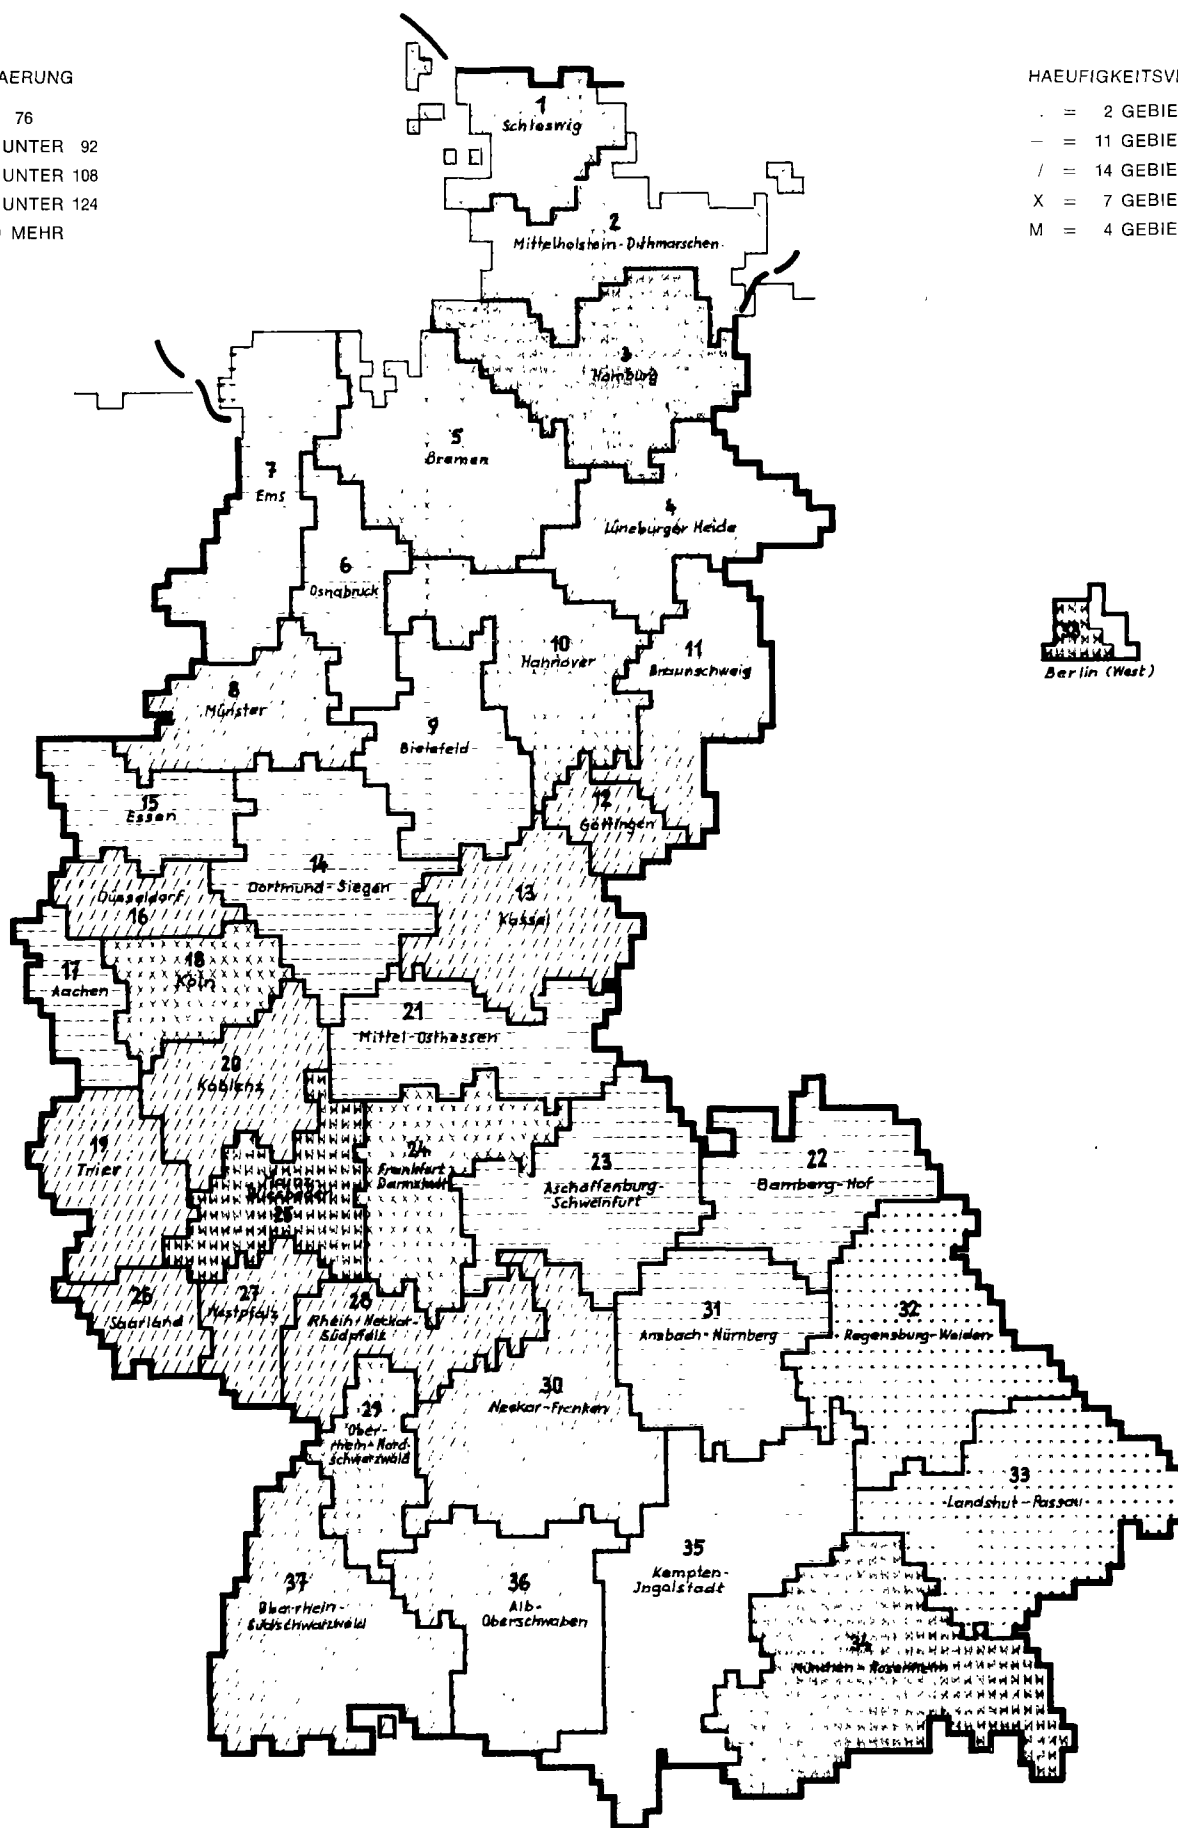 AERUNG
76
UNTER 92
UNTER 108
UNTER 124
MEHR
HAEUFIGKEITSV
. = 2 GEBIE
– = 11 GEBIE
/ = 14 GEBIE
X = 7 GEBIE
M = 4 GEBIE
1
Schleswig
2
Mittelholstein-Dithmarschen
3
Hamburg
5
Bremen
7
Ems
4
Lüneburger Heide
6
Osnabrück
10
Hannover
11
Braunschweig
38
Berlin (West)
8
Münster
9
Bielefeld
15
Essen
12
Göttingen
14
Dortmund-Siegen
13
Kassel
Düsseldorf
16
18
Köln
17
Aachen
21
Mittel-Osthessen
20
Koblenz
19
Trier
24
Frankfurt
Darmstadt
23
Aschaffenburg-
Schweinfurt
22
Bamberg-Hof
25
26
Saarland
27
Westpfalz
28
Rhein-Neckar-
Südpfalz
31
Ansbach-Nürnberg
32
Regensburg-Weiden
30
Neckar-Franken
29
Ober-
rhein-Nord-
schwarzwald
33
Landshut-Passau
35
Kempten-
Ingolstadt
36
Alb-
Oberschwaben
37
Oberrhein-
Südschwarzwald
34
München-Rosenheim